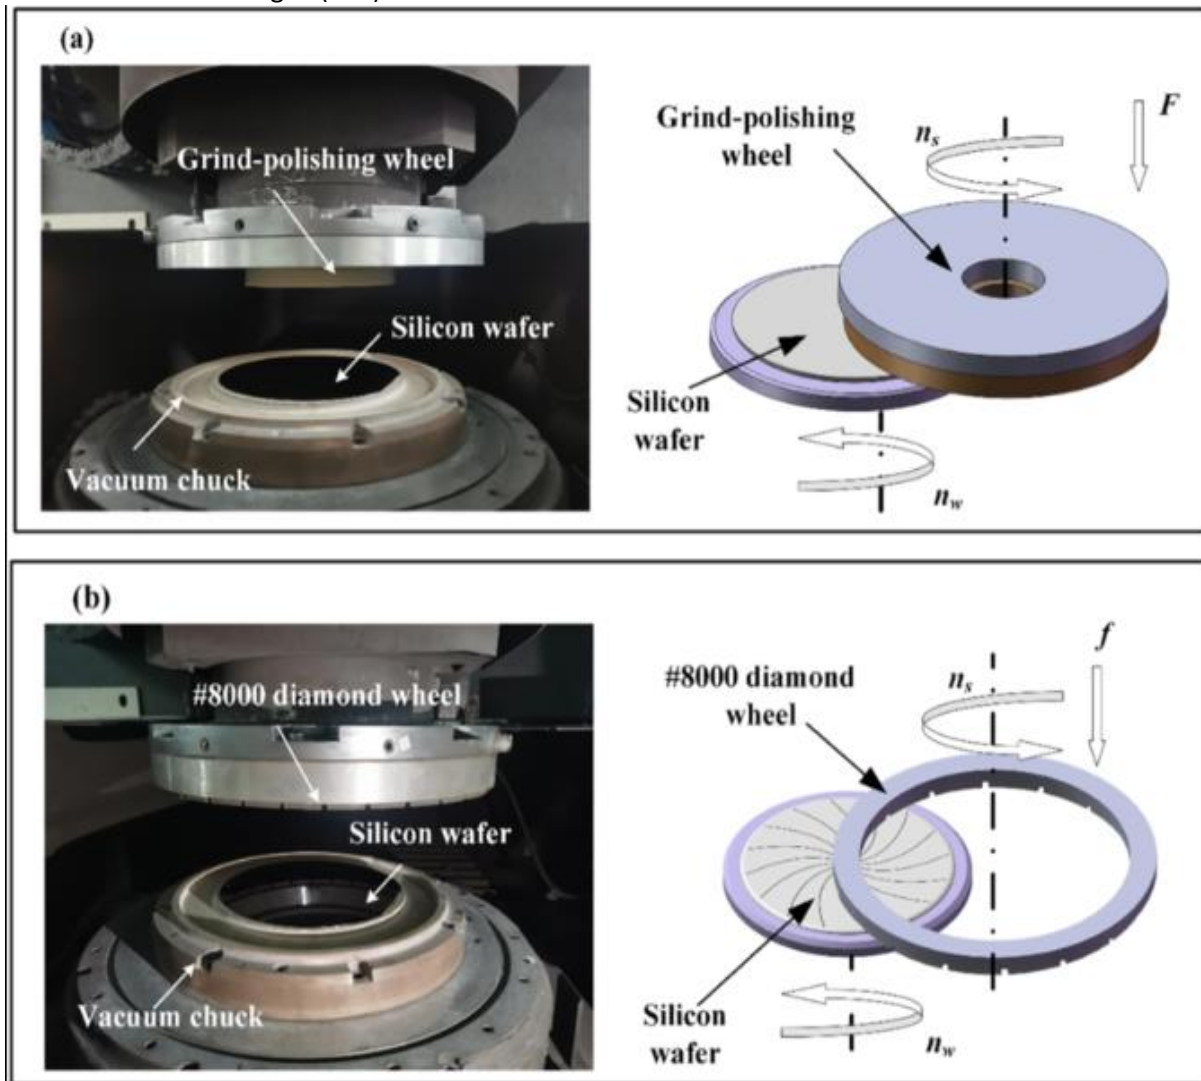 (a)
Grind-polishing wheel
Silicon wafer
Vacuum chuck
Grind-polishing
wheel
n_s
F
Silicon
wafer
n_w
(b)
#8000 diamond wheel
Silicon wafer
Vacuum chuck
#8000 diamond
wheel
n_s
f
Silicon
wafer
n_w